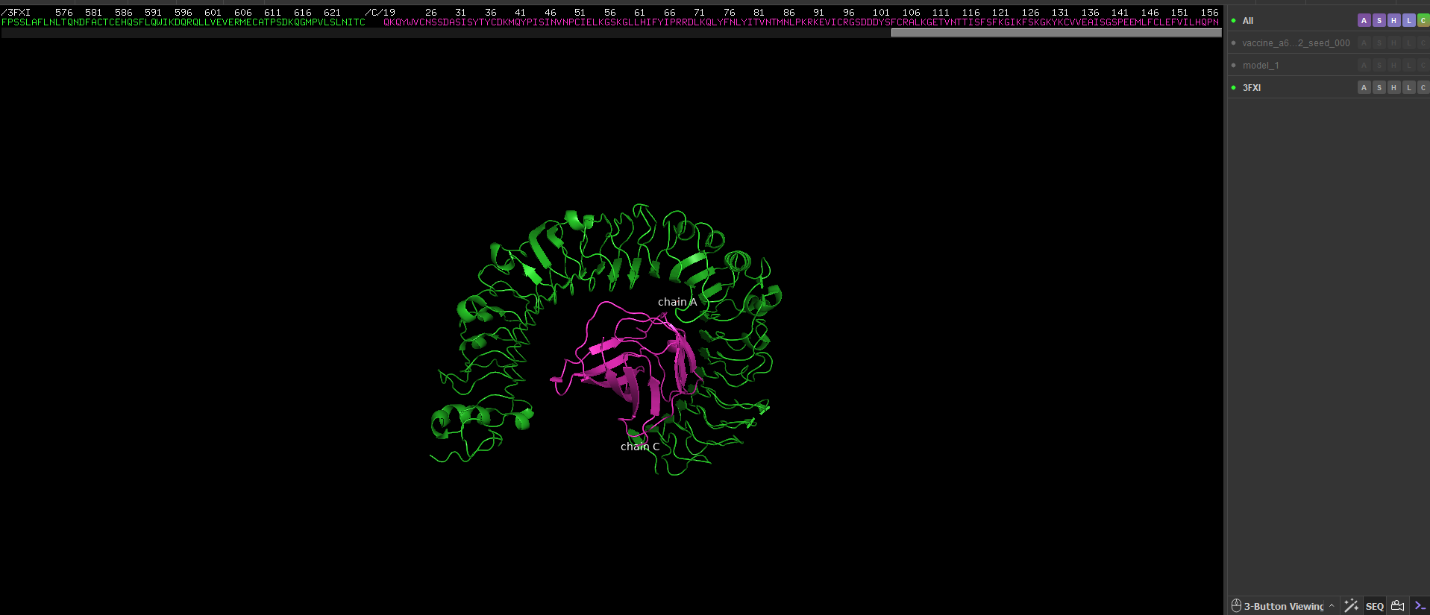 /3FXI 576 581 586 591 596 601 606 611 616 621 /C/19 26 31 36 41 46 51 56 61 66 71 76 81 86 91 96 101 106 111 116 121 126 131 136 141 146 151 156
FPSSLAFLNLTQNDFACTCEHQSFLQWIKDQRQLLVEVERMECATPSDKQGMPVLSLNITC QKQYWVCNSSDASISYTYCDKMQYPISINVNPCIELKGSKGLLHIFYIPRRDLKQLYFNLYITVNTMNLPKRKEVICRGSDDDYSFCRALKGETVNTTISFSFKGIKFSKGKYKCVVEAISGSPEEMLFCLEFVILHQPN
All A S H L C
vaccine_a6...2_seed_000 A S H L C
model_1 A S H L C
3FXI A S H L C
chain A
chain C
3-Button Viewing SEQ